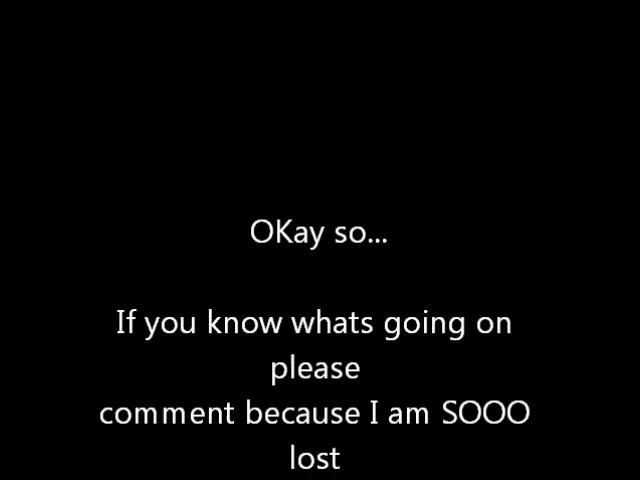 OKay so...
If you know whats going on
please
comment because I am SOOO
lost